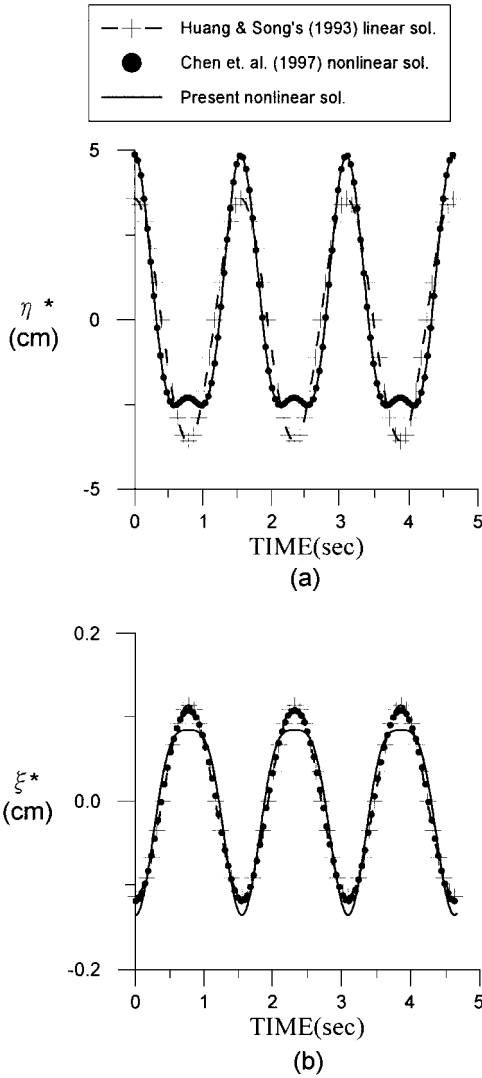 Huang & Song's (1993) linear sol.
Chen et. al. (1997) nonlinear sol.
Present nonlinear sol.
5
0
-5
η *
(cm)
0 1 2 3 4 5
TIME(sec)
(a)
0.2
0.0
-0.2
ξ*
(cm)
0 1 2 3 4 5
TIME(sec)
(b)